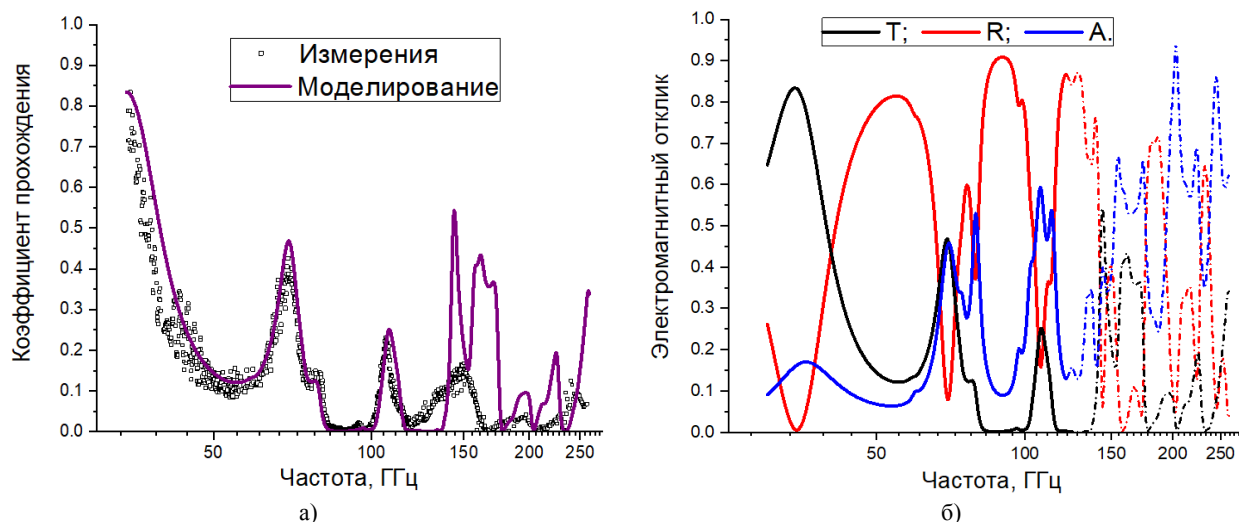 а)
1.0
0.9
0.8
0.7
0.6
0.5
0.4
0.3
0.2
0.1
0.0
Коэффициент прохождения
Измерения
Моделирование
50
100
150
200
250
Частота, ГГц
а)
б)
1.0
0.9
0.8
0.7
0.6
0.5
0.4
0.3
0.2
0.1
0.0
Электромагнитный отклик
T; R; A.
50
100
150
200
250
Частота, ГГц
б)